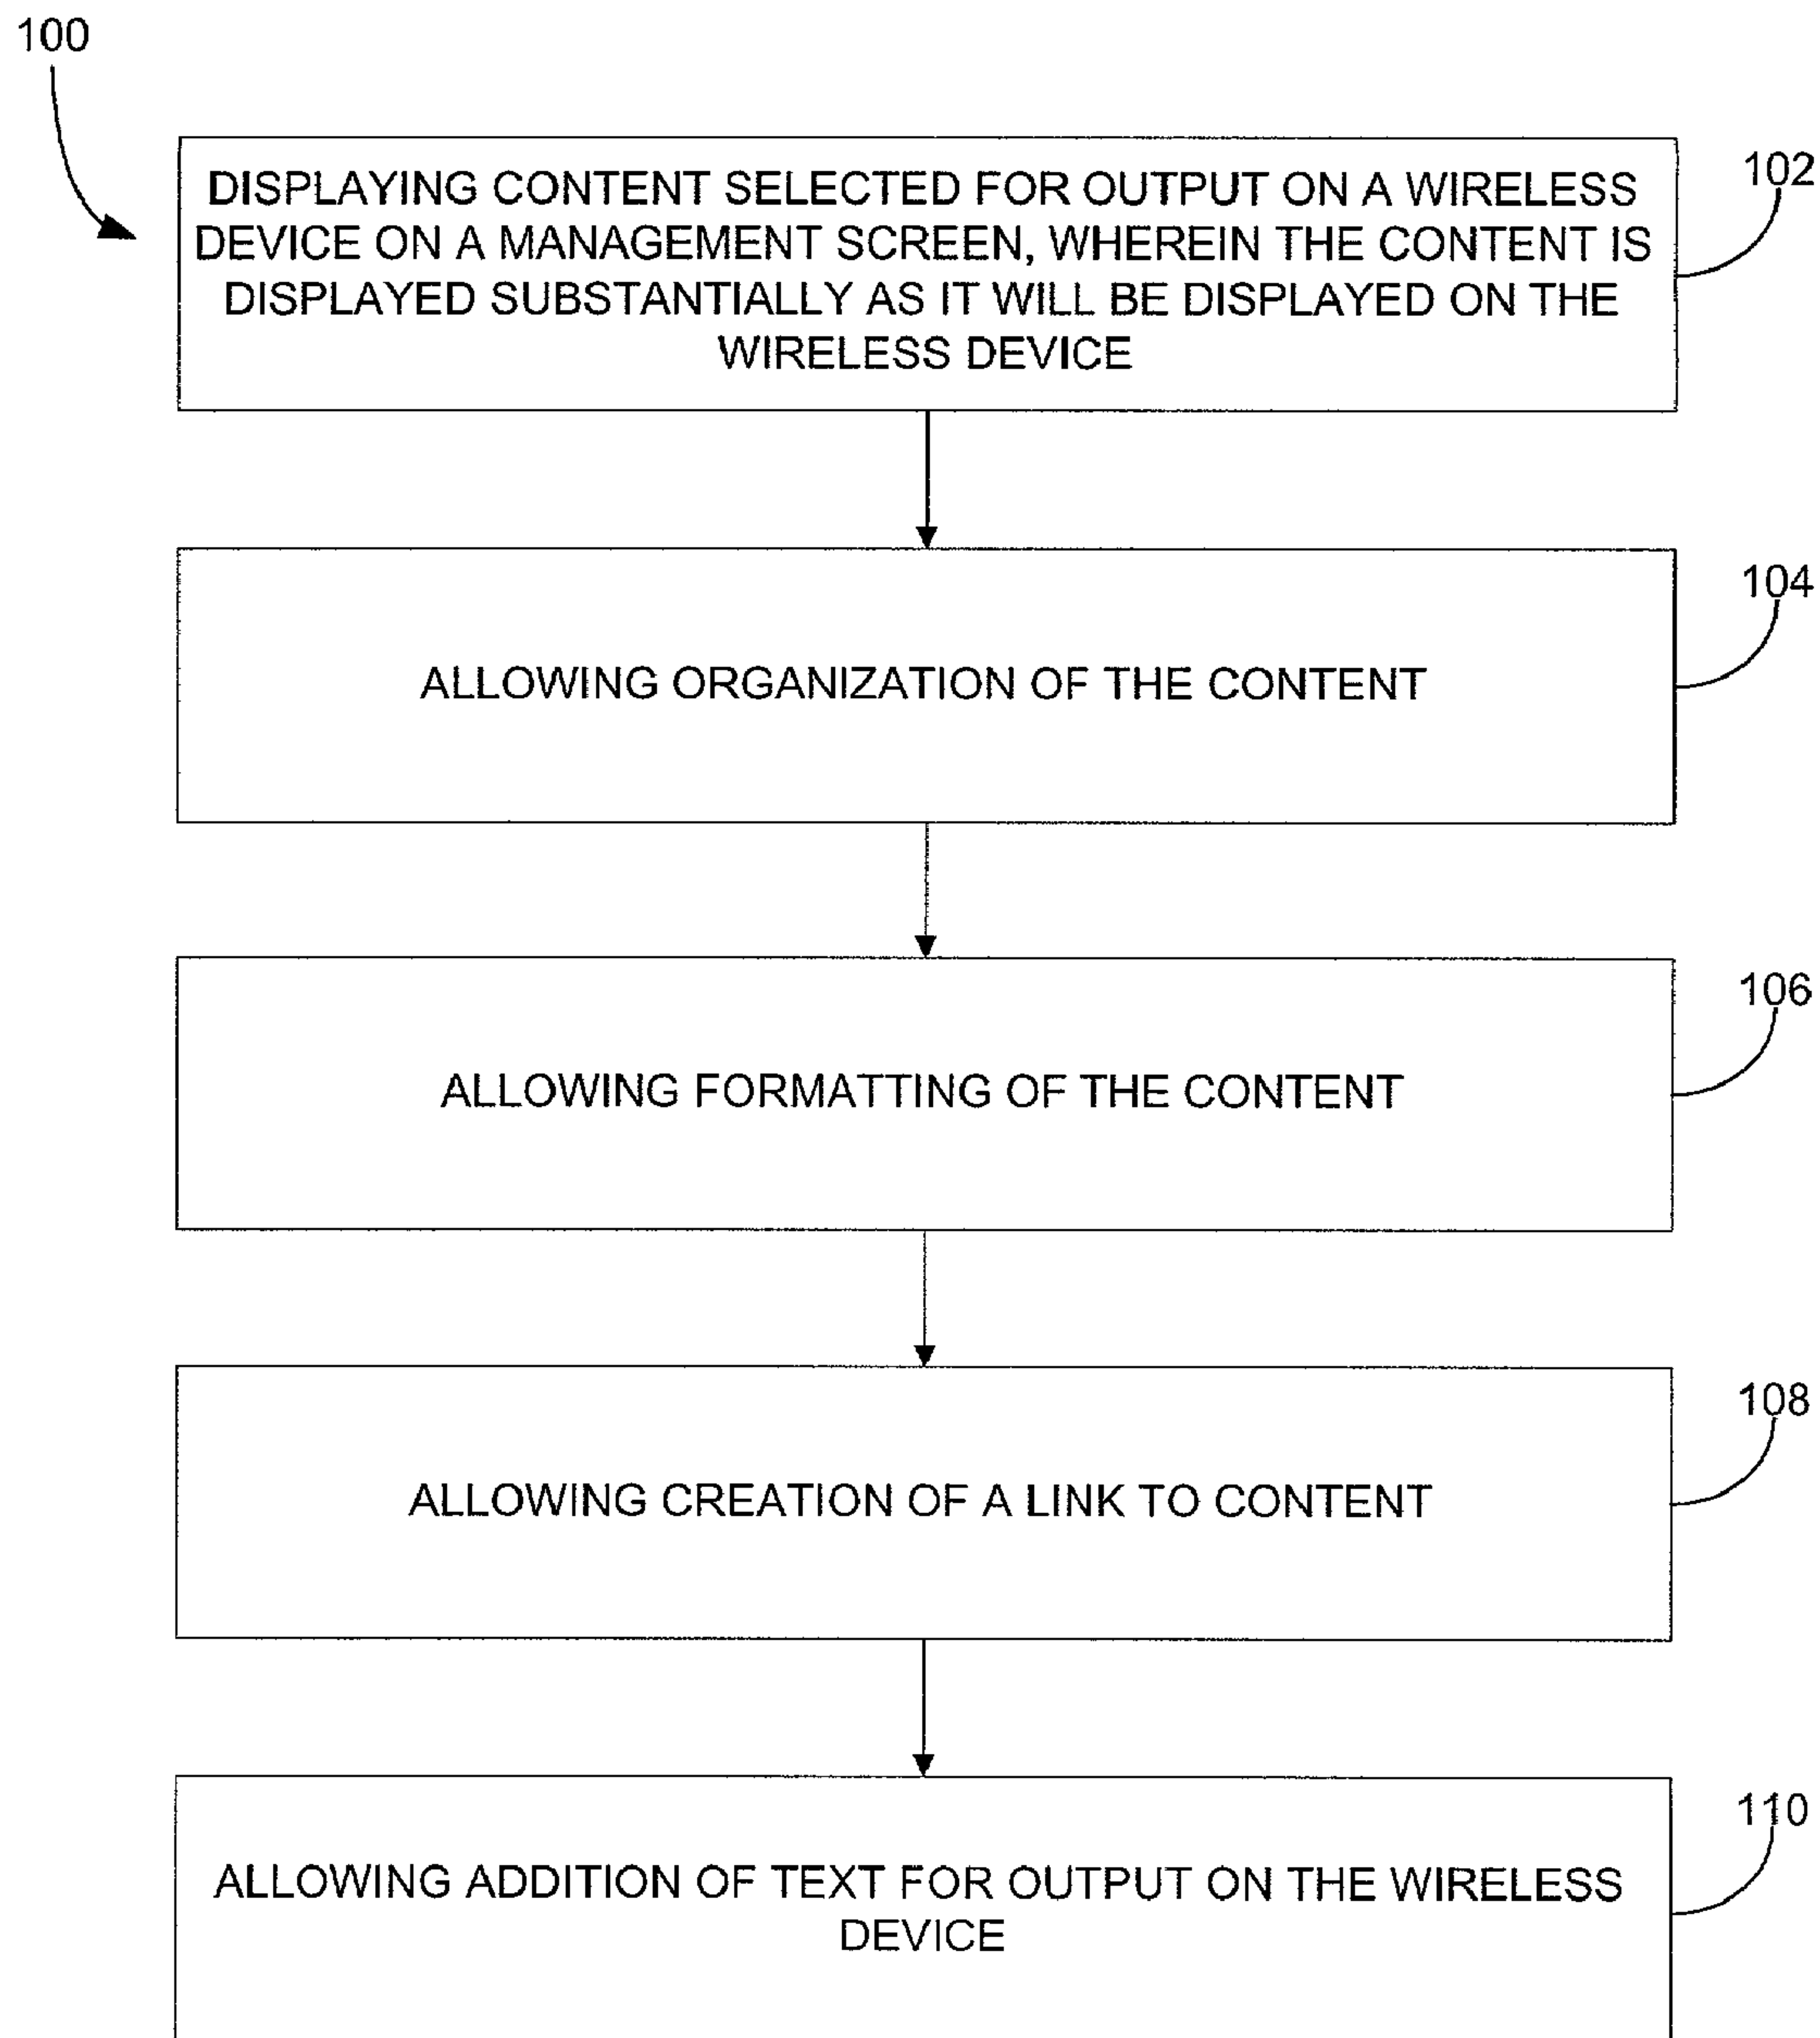 100
DISPLAYING CONTENT SELECTED FOR OUTPUT ON A WIRELESS
DEVICE ON A MANAGEMENT SCREEN, WHEREIN THE CONTENT IS
DISPLAYED SUBSTANTIALLY AS IT WILL BE DISPLAYED ON THE
WIRELESS DEVICE
102
ALLOWING ORGANIZATION OF THE CONTENT
104
ALLOWING FORMATTING OF THE CONTENT
106
ALLOWING CREATION OF A LINK TO CONTENT
108
ALLOWING ADDITION OF TEXT FOR OUTPUT ON THE WIRELESS
DEVICE
110